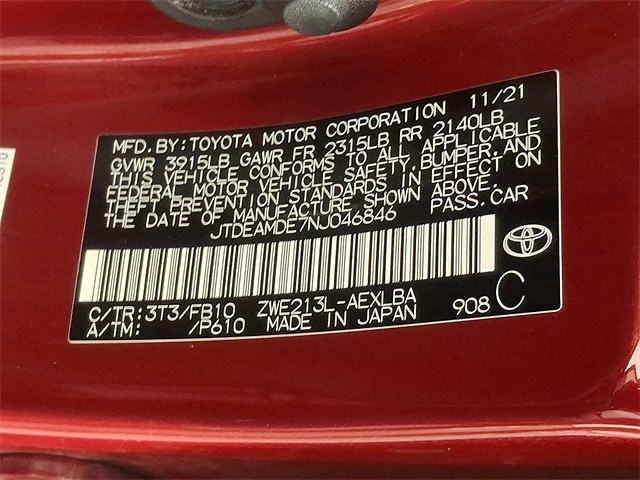 MFD. BY: TOYOTA MOTOR CORPORATION 11/21
GVWR 3915LB GAWR FR 2315LB RR 2140LB
THIS VEHICLE CONFORMS TO ALL APPLICABLE
FEDERAL MOTOR VEHICLE SAFETY, BUMPER, AND
THEFT PREVENTION STANDARDS IN EFFECT ON
THE DATE OF MANUFACTURE SHOWN ABOVE.
JTDEAMDE7NJ046846 PASS. CAR
C/TR: 3T3/FB10 ZWE213L-AEXLBA
A/TM: /P610 MADE IN JAPAN 908 C